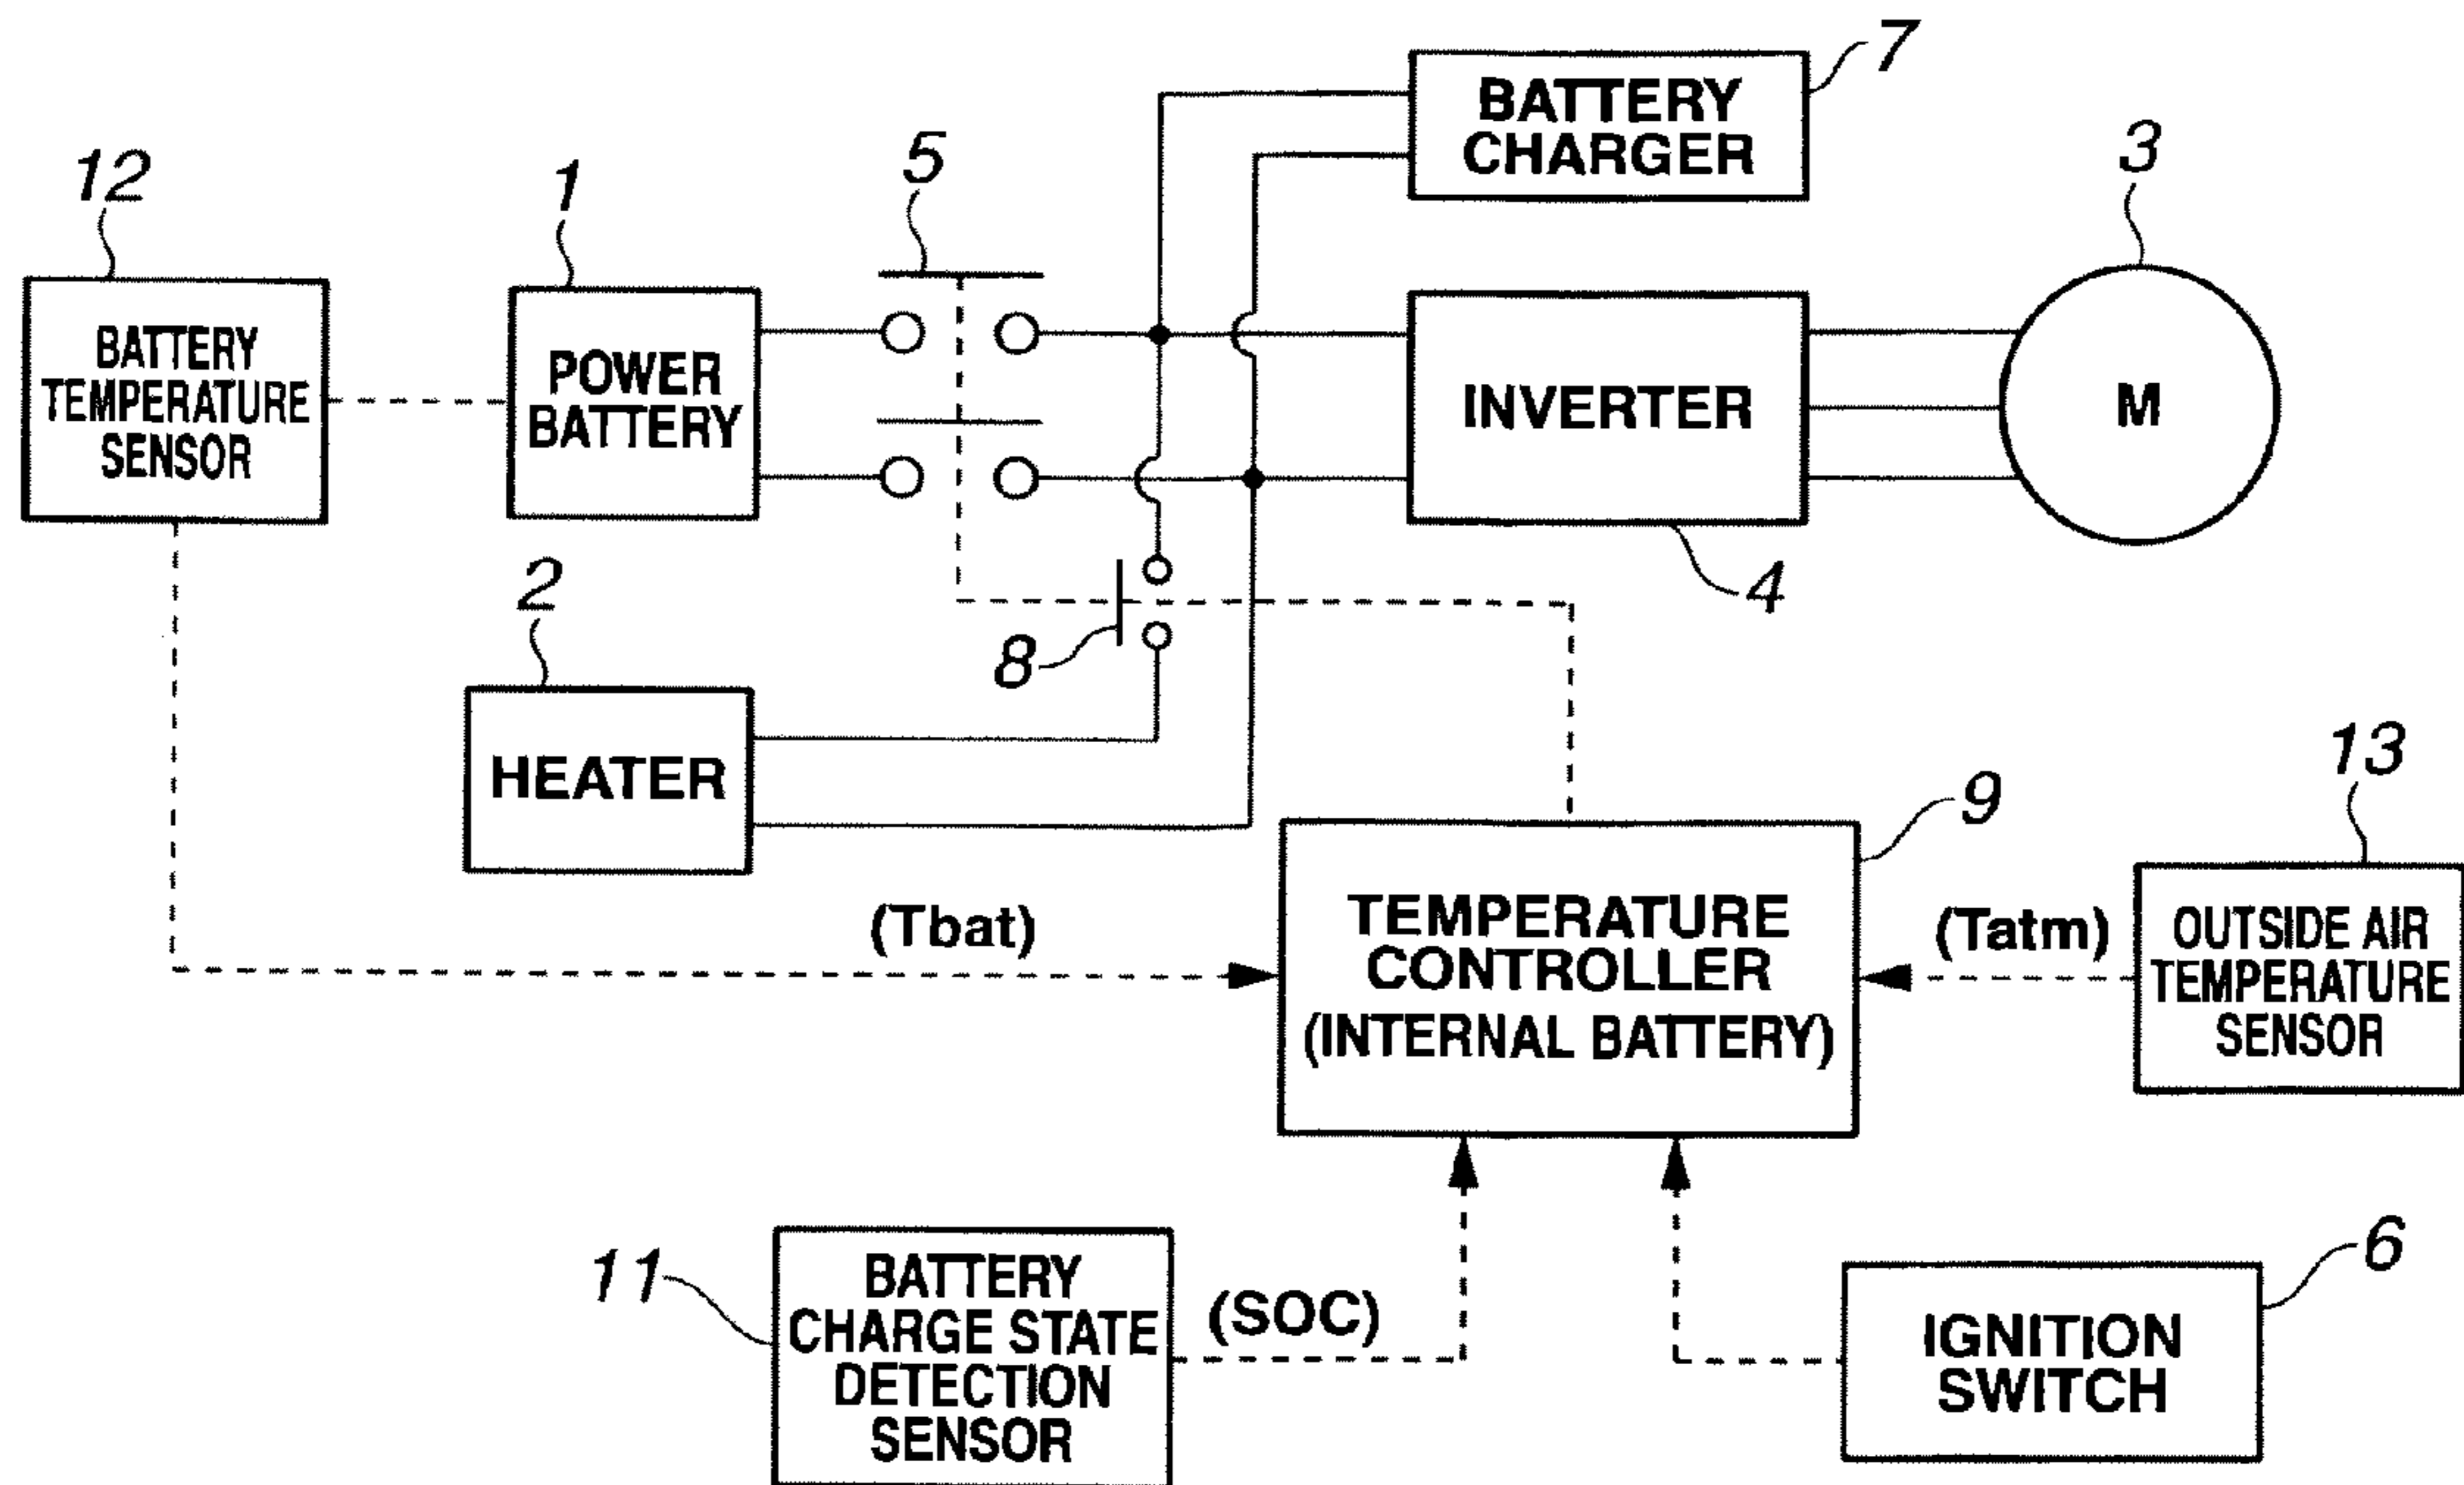 7
BATTERY
CHARGER
12
1
5
3
BATTERY
TEMPERATURE
SENSOR
POWER
BATTERY
INVERTER
M
4
2
8
HEATER
13
9
(Tbat)
TEMPERATURE
CONTROLLER
(INTERNAL BATTERY)
(Tatm)
OUTSIDE AIR
TEMPERATURE
SENSOR
11
BATTERY
CHARGE STATE
DETECTION
SENSOR
(SOC)
6
IGNITION
SWITCH